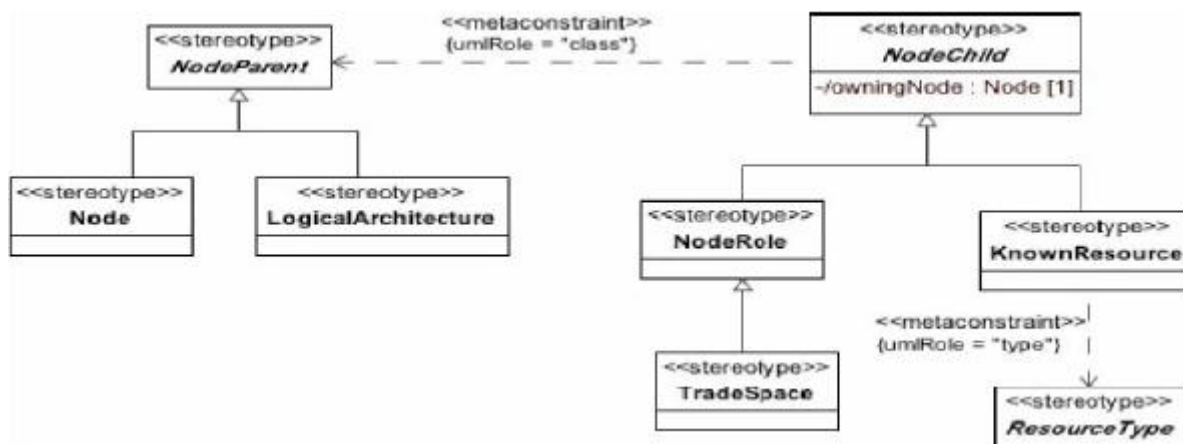 <<stereotype>>
NodeParent
<<metaconstraint>>
{umlRole = "class"}
<<stereotype>>
NodeChild
-/owningNode : Node [1]
<<stereotype>>
Node
<<stereotype>>
LogicalArchitecture
<<stereotype>>
NodeRole
<<stereotype>>
KnownResource
<<metaconstraint>>
{umlRole = "type"}
<<stereotype>>
TradeSpace
<<stereotype>>
ResourceType